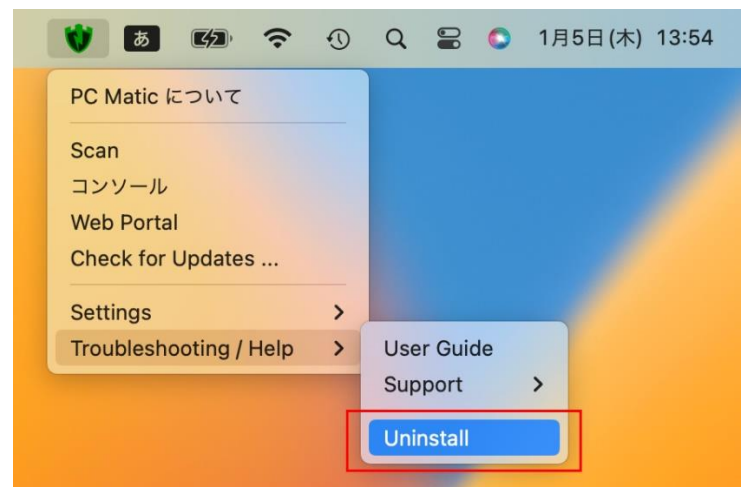 あ 1月5日(木) 13:54
PC Matic について
Scan
コンソール
Web Portal
Check for Updates ...
Settings
Troubleshooting / Help
User Guide
Support
Uninstall